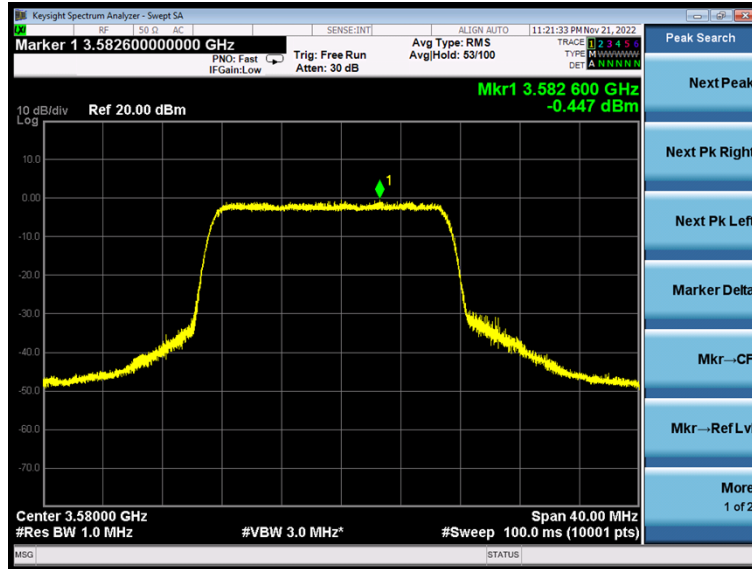 Keysight Spectrum Analyzer - Swept SA
LXI RF 50 Ω AC SENSE:INT ALIGN AUTO 11:21:33 PM Nov 21, 2022
Marker 1 3.582600000000 GHz
PNO: Fast
IFGain:Low
Trig: Free Run
Atten: 30 dB
Avg Type: RMS
Avg|Hold: 53/100
TRACE 1 2 3 4 5 6
TYPE M WWWWW
DET A N N N N N
Mkr1 3.582 600 GHz
-0.447 dBm
10 dB/div Ref 20.00 dBm
Log
10.0
0.00
-10.0
-20.0
-30.0
-40.0
-50.0
-60.0
-70.0
1
Center 3.58000 GHz
Span 40.00 MHz
#Res BW 1.0 MHz
#VBW 3.0 MHz*
#Sweep 100.0 ms (10001 pts)
MSG
STATUS
Peak Search
Next Peak
Next Pk Right
Next Pk Left
Marker Delta
Mkr→CF
Mkr→Ref Lvl
More
1 of 2